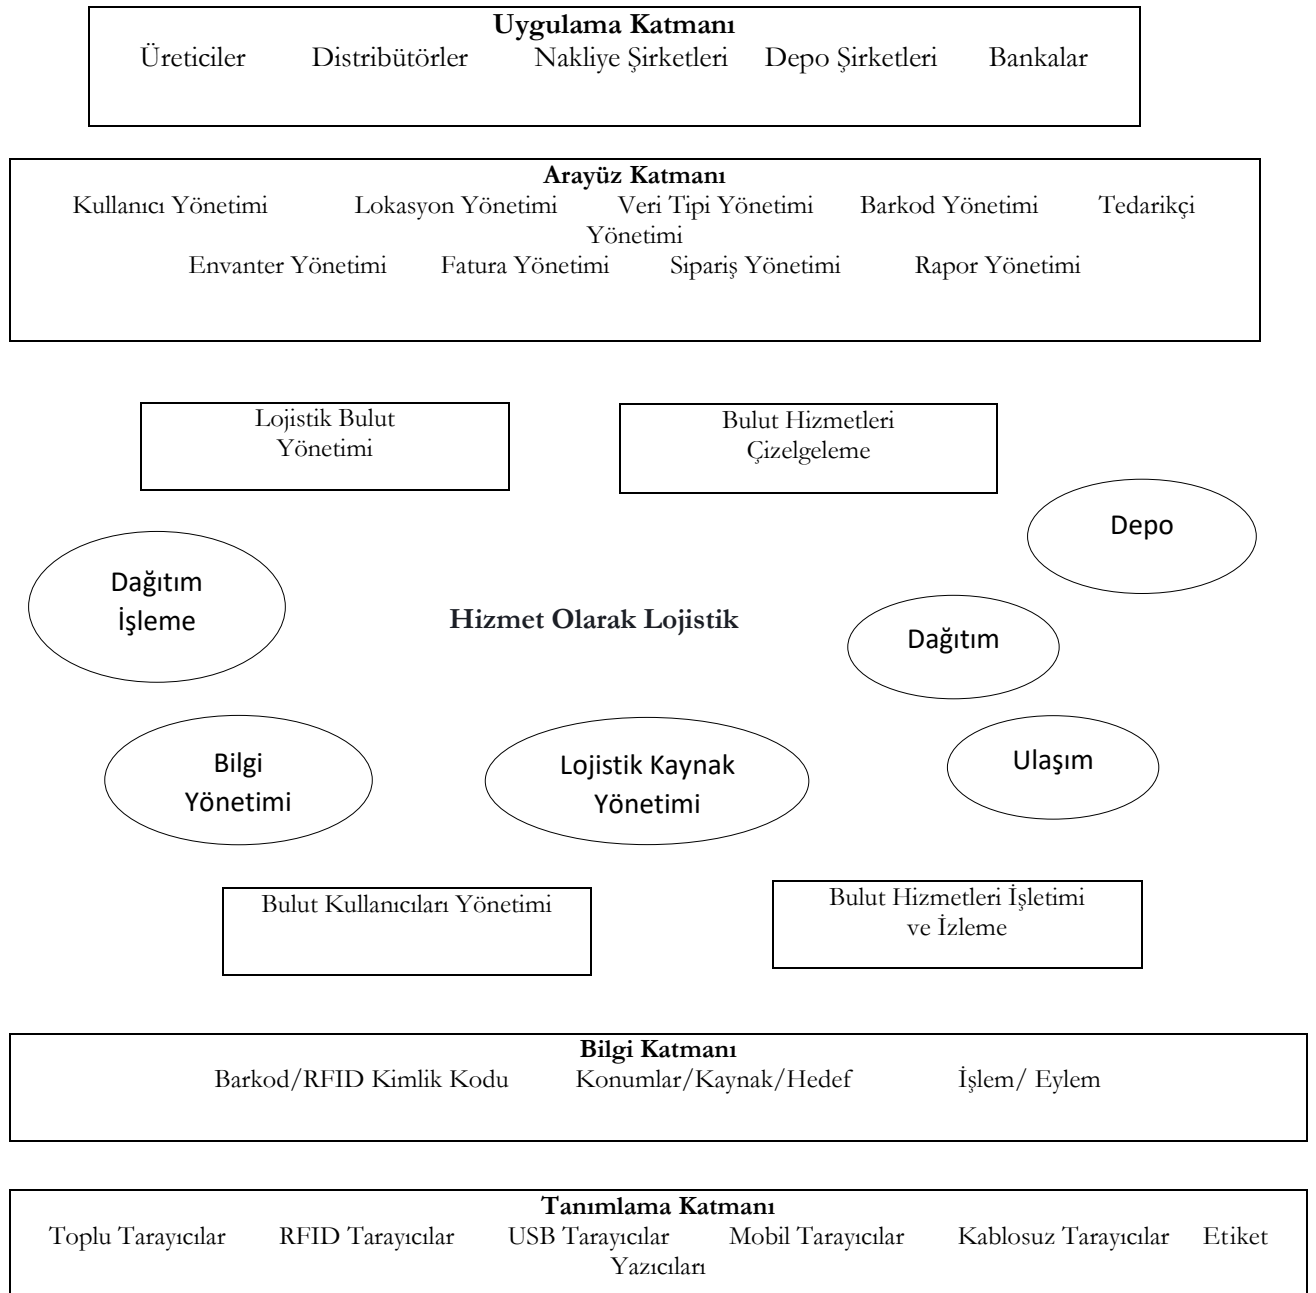 Uygulama Katmanı
Üreticiler Distribütörler Nakliye Şirketleri Depo Şirketleri Bankalar
Arayüz Katmanı
Kullanıcı Yönetimi Lokasyon Yönetimi Veri Tipi Yönetimi Barkod Yönetimi Tedarikçi
Yönetimi
Envanter Yönetimi Fatura Yönetimi Sipariş Yönetimi Rapor Yönetimi
Lojistik Bulut
Yönetimi
Bulut Hizmetleri
Çizelgeleme
Depo
Dağıtım
İşleme
Hizmet Olarak Lojistik
Dağıtım
Bilgi
Yönetimi
Lojistik Kaynak
Yönetimi
Ulaşım
Bulut Kullanıcıları Yönetimi
Bulut Hizmetleri İşletimi
ve İzleme
Bilgi Katmanı
Barkod/RFID Kimlik Kodu Konumlar/Kaynak/Hedef İşlem/ Eylem
Tanımlama Katmanı
Toplu Tarayıcılar RFID Tarayıcılar USB Tarayıcılar Mobil Tarayıcılar Kablosuz Tarayıcılar Etiket
Yazıcıları